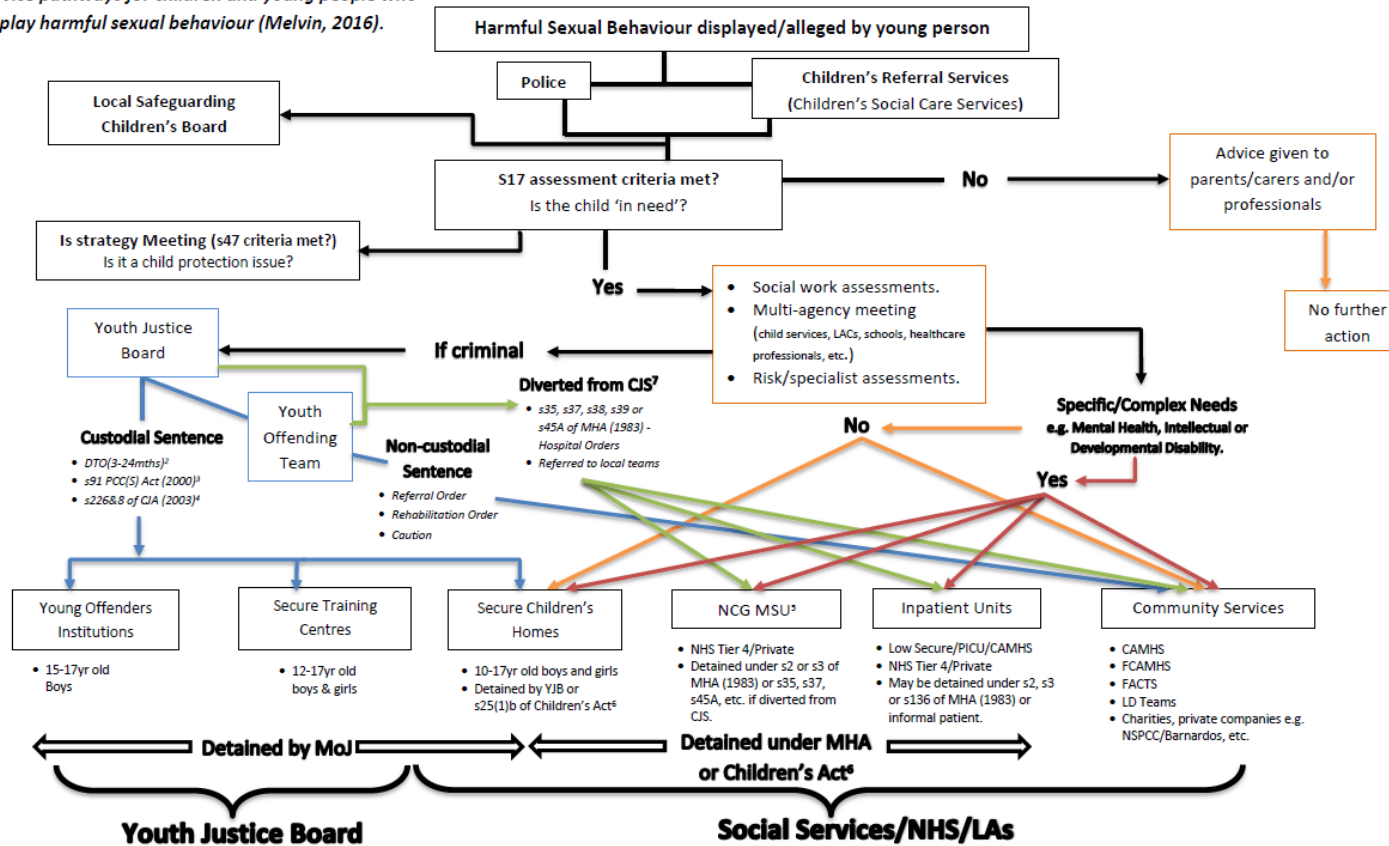 vice pathways for children and young people who
play harmful sexual behaviour (Melvin, 2016).
Harmful Sexual Behaviour displayed/alleged by young person
Police
Children's Referral Services
(Children's Social Care Services)
Local Safeguarding
Children's Board
S17 assessment criteria met?
Is the child 'in need'?
No
Advice given to
parents/carers and/or
professionals
Is strategy Meeting (s47 criteria met?)
Is it a child protection issue?
Yes
• Social work assessments.
• Multi-agency meeting
(child services, LACs, schools, healthcare
professionals, etc.)
• Risk/specialist assessments.
No further
action
Youth Justice
Board
If criminal
Diverted from CJS⁷
• s35, s37, s38, s39 or
s45A of MHA (1983) -
Hospital Orders
• Referred to local teams
Specific/Complex Needs
e.g. Mental Health, Intellectual or
Developmental Disability.
No
Yes
Youth
Offending
Team
Custodial Sentence
• DTO(3-24mths)²
• s91 PCC(S) Act (2000)³
• s226&8 of CJA (2003)⁴
Non-custodial
Sentence
• Referral Order
• Rehabilitation Order
• Caution
Young Offenders
Institutions
Secure Training
Centres
Secure Children's
Homes
NCG MSU⁵
Inpatient Units
Community Services
• 15-17yr old
Boys
• 12-17yr old
boys & girls
• 10-17yr old boys and girls
• Detained by YJB or
s25(1)b of Children's Act⁶
• NHS Tier 4/Private
• Detained under s2 or s3 of
MHA (1983) or s35, s37,
s45A, etc. if diverted from
CJS.
• Low Secure/PICU/CAMHS
• NHS Tier 4/Private
• May be detained under s2, s3
or s136 of MHA (1983) or
informal patient.
• CAMHS
• FCAMHS
• FACTS
• LD Teams
• Charities, private companies e.g.
NSPCC/Barnardos, etc.
Detained by MoJ
Detained under MHA
or Children's Act⁶
Youth Justice Board
Social Services/NHS/LAs